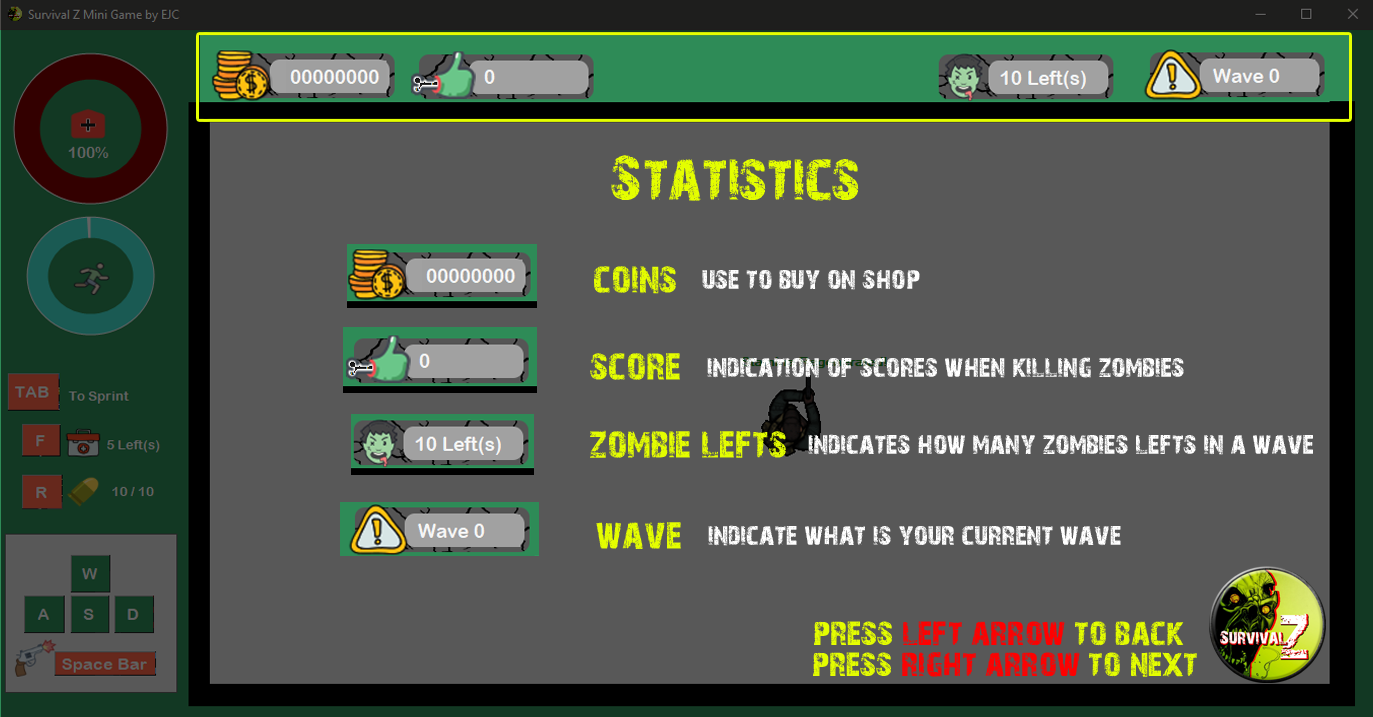 Survival Z Mini Game by EJC
00000000
0
10 Left(s)
Wave 0
100%
TAB To Sprint
F 5 Left(s)
R 10 / 10
W
A S D
Space Bar
STATISTICS
00000000 COINS USE TO BUY ON SHOP
0 SCORE INDICATION OF SCORES WHEN KILLING ZOMBIES
10 Left(s) ZOMBIE LEFTS INDICATES HOW MANY ZOMBIES LEFTS IN A WAVE
Wave 0 WAVE INDICATE WHAT IS YOUR CURRENT WAVE
PRESS LEFT ARROW TO BACK
PRESS RIGHT ARROW TO NEXT
SURVIVAL Z